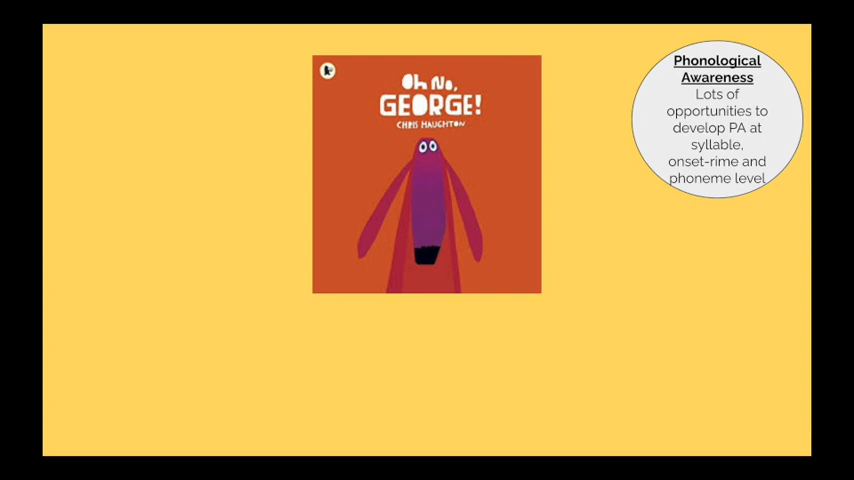 Oh No,
GEORGE!
CHRIS HAUGHTON
Phonological
Awareness
Lots of
opportunities to
develop PA at
syllable,
onset-rime and
phoneme level